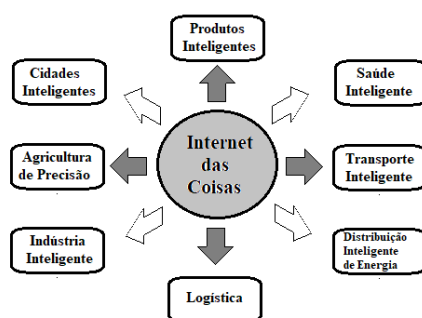 Produtos
Inteligentes
Cidades
Inteligentes
Saúde
Inteligente
Internet
das
Coisas
Agricultura
de Precisão
Transporte
Inteligente
Indústria
Inteligente
Distribuição
Inteligente
de Energia
Logística